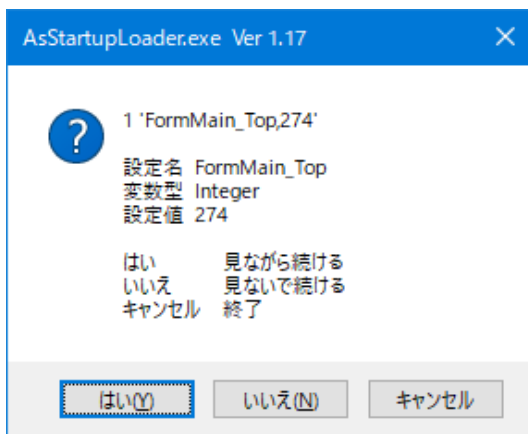 AsStartupLoader.exe Ver 1.17
1 'FormMain_Top,274'
設定名 FormMain_Top
変数型 Integer
設定値 274
はい 見ながら続ける
いいえ 見ないで続ける
キャンセル 終了
はい(Y) いいえ(N) キャンセル